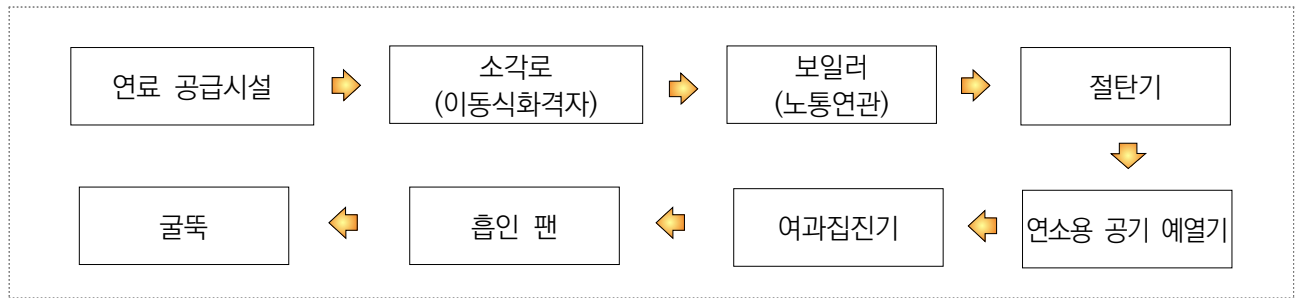 연료 공급시설
소각로
(이동식화격자)
보일러
(노통연관)
절탄기
연소용 공기 예열기
여과집진기
흡인 팬
굴뚝